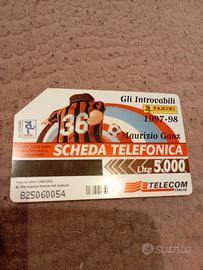 Gli Introvabili
PANINI
1997-98
36
Maurizio Ganz
SCHEDA TELEFONICA
Lire 5.000
TELECOM
ITALIA
825060054
subito